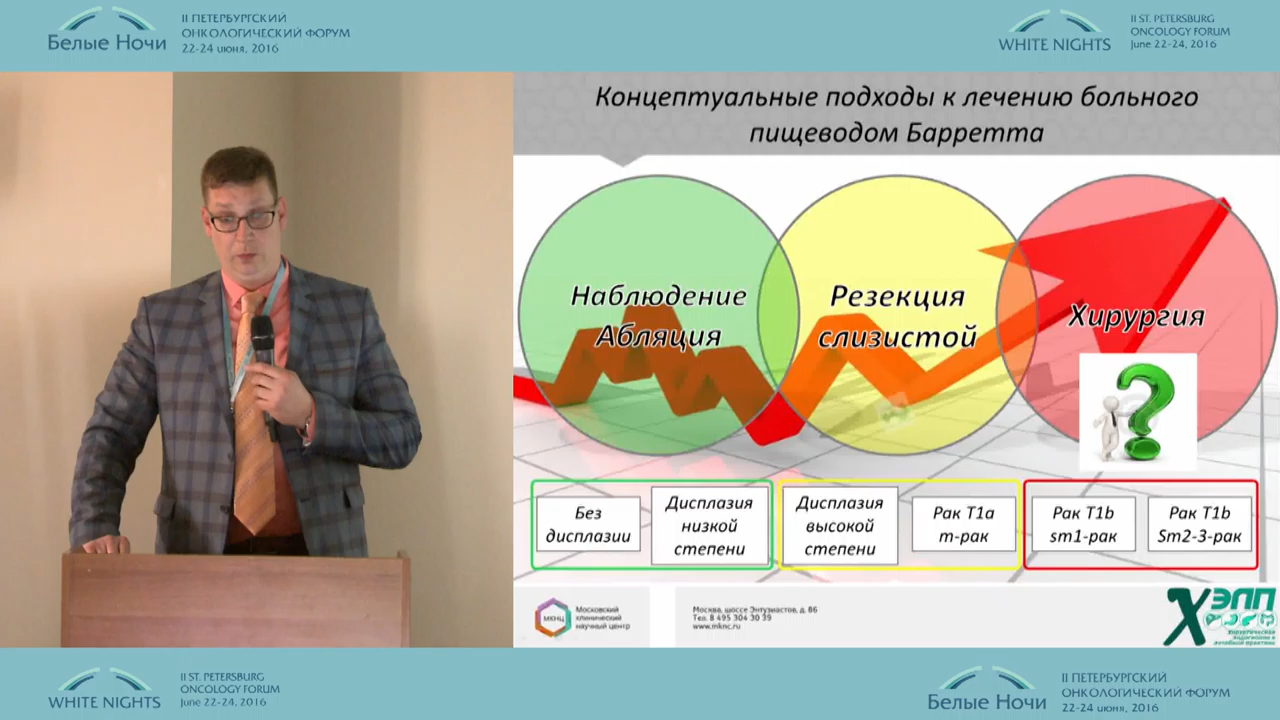 Белые Ночи
II ПЕТЕРБУРГСКИЙ
ОНКОЛОГИЧЕСКИЙ ФОРУМ
22-24 июня, 2016
WHITE NIGHTS
II ST. PETERSBURG
ONCOLOGY FORUM
June 22-24, 2016
Концептуальные подходы к лечению больного
пищеводом Барретта
Наблюдение
Абляция
Резекция
слизистой
Хирургия
Без
дисплазии
Дисплазия
низкой
степени
Дисплазия
высокой
степени
Рак T1a
m-рак
Рак T1b
sm1-рак
Рак T1b
Sm2-3-рак
МКНЦ
Московский
клинический
научный центр
Москва, шоссе Энтузиастов, д. 86
Тел. 8 495 304 30 39
www.mknc.ru
ХЭЛП
WHITE NIGHTS
II ST. PETERSBURG
ONCOLOGY FORUM
June 22-24, 2016
Белые Ночи
II ПЕТЕРБУРГСКИЙ
ОНКОЛОГИЧЕСКИЙ ФОРУМ
22-24 июня, 2016